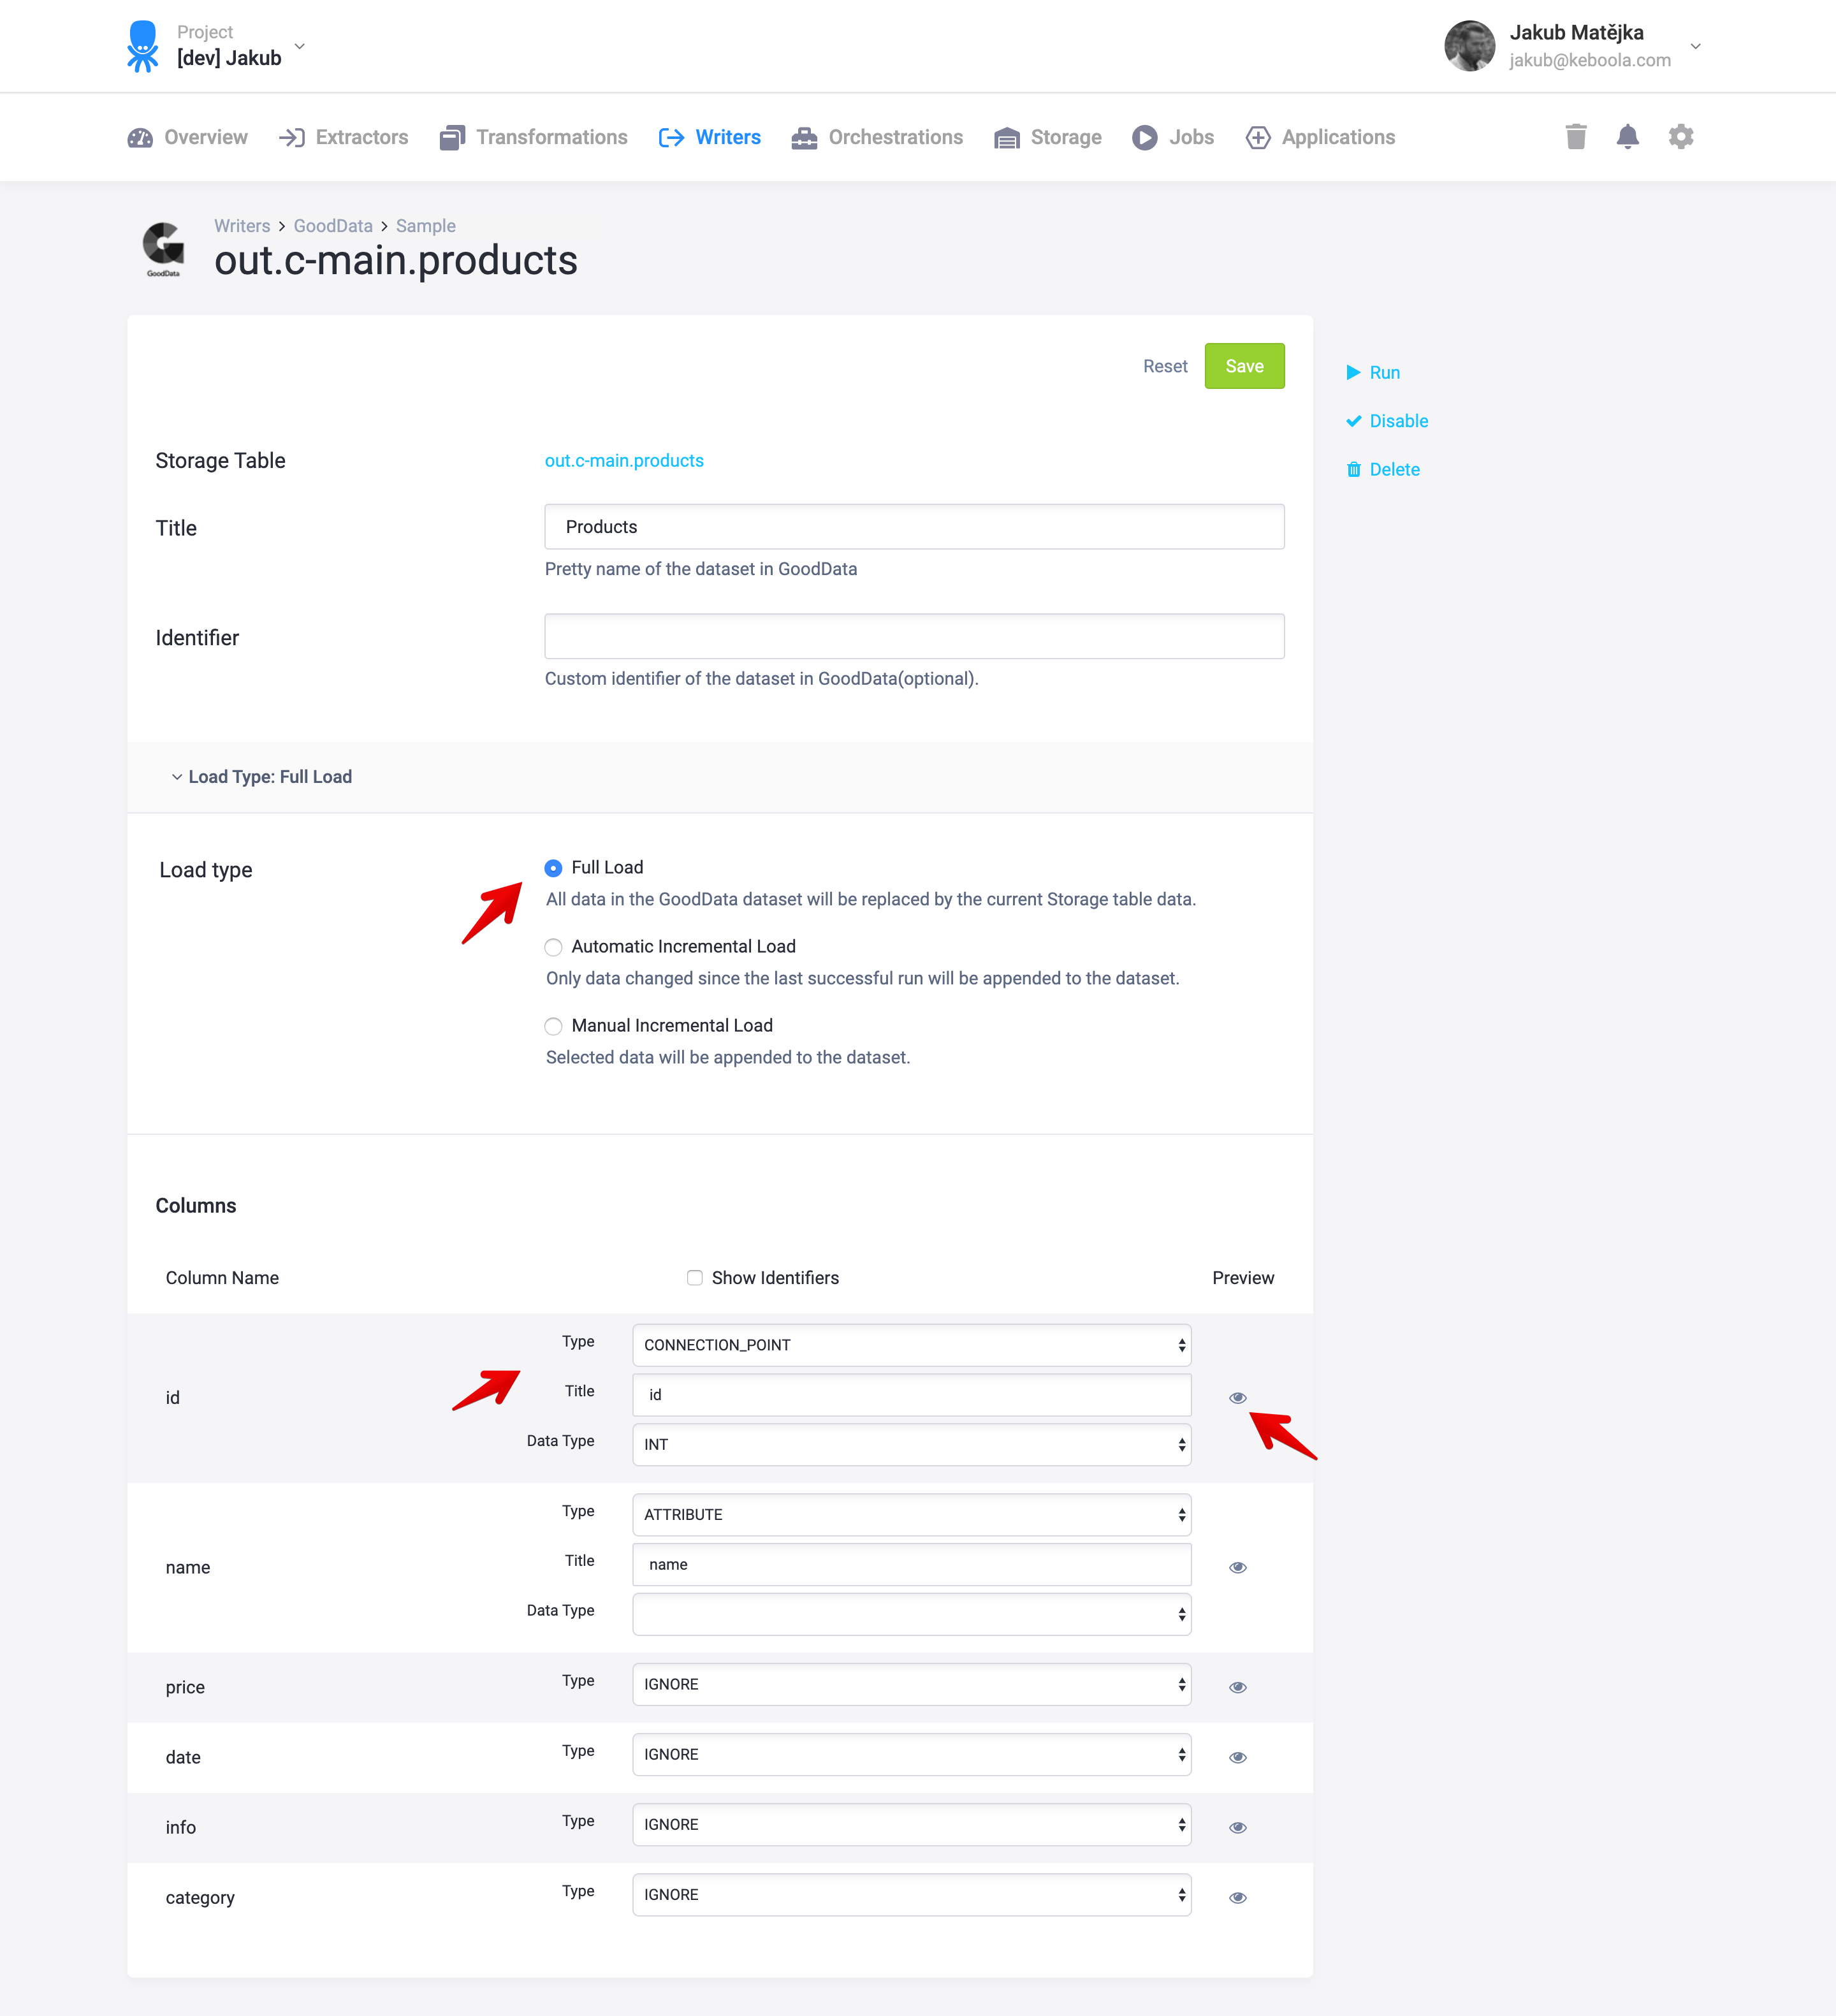 Project
[dev] Jakub
Jakub Matějka
jakub@keboola.com
Overview Extractors Transformations Writers Orchestrations Storage Jobs Applications
Writers > GoodData > Sample
GoodData
out.c-main.products
Reset Save
Run
Disable
Delete
Storage Table out.c-main.products
Title Products
Pretty name of the dataset in GoodData
Identifier
Custom identifier of the dataset in GoodData(optional).
Load Type: Full Load
Load type Full Load
All data in the GoodData dataset will be replaced by the current Storage table data.
Automatic Incremental Load
Only data changed since the last successful run will be appended to the dataset.
Manual Incremental Load
Selected data will be appended to the dataset.
Columns
Column Name Show Identifiers Preview
Type CONNECTION_POINT
id Title id
Data Type INT
Type ATTRIBUTE
name Title name
Data Type
price Type IGNORE
date Type IGNORE
info Type IGNORE
category Type IGNORE